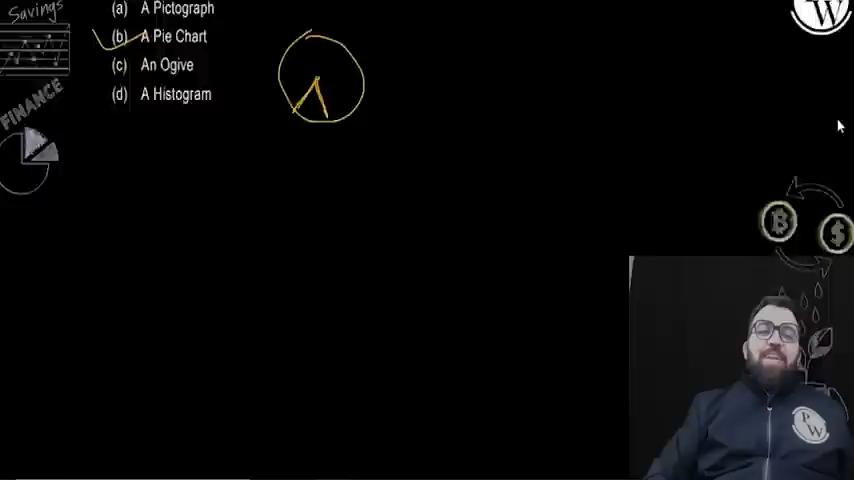 Savings
(a) A Pictograph
(b) A Pie Chart
(c) An Ogive
(d) A Histogram
FINANCE
W
B
$
P
W